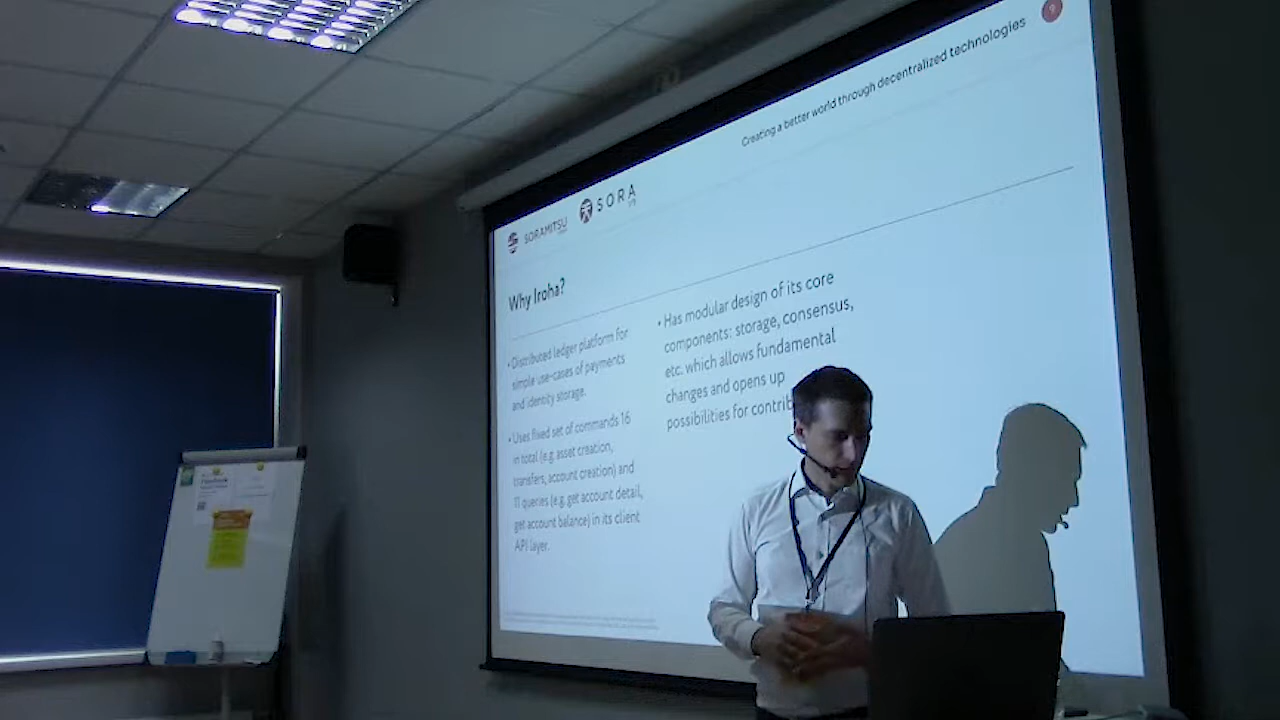 Creating a better world through decentralized technologies
SORAMITSU
SORA
Why Iroha?
• Distributed ledger platform for
simple use-cases of payments
and identity storage.
• Uses fixed set of commands 16
in total (e.g. asset creation,
transfers, account creation) and
11 queries (e.g. get account detail,
get account balance) in its client
API layer.
• Has modular design of its core
components: storage, consensus,
etc. which allows fundamental
changes and opens up
possibilities for